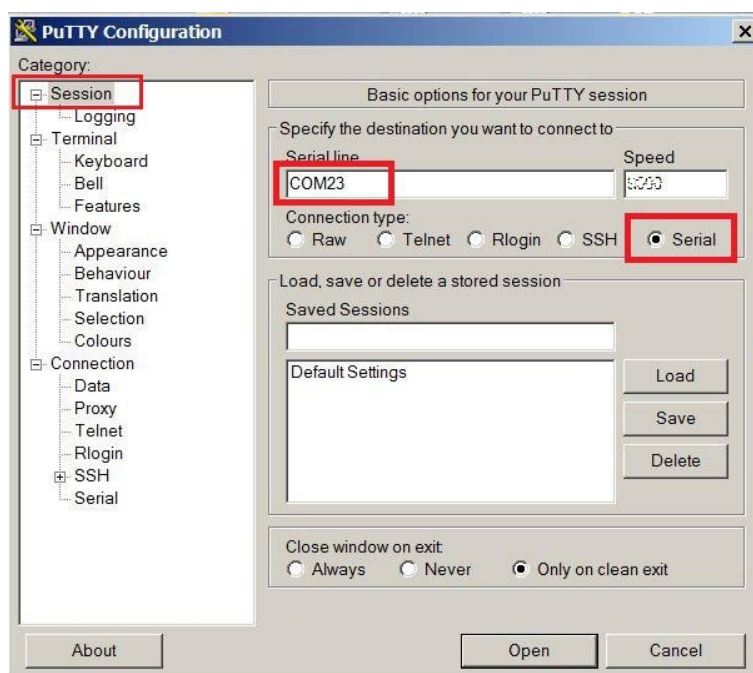 PuTTY Configuration
Category:
Session
Logging
Terminal
Keyboard
Bell
Features
Window
Appearance
Behaviour
Translation
Selection
Colours
Connection
Data
Proxy
Telnet
Rlogin
SSH
Serial
Basic options for your PuTTY session
Specify the destination you want to connect to
Serial line Speed
COM23
Connection type:
Raw Telnet Rlogin SSH Serial
Load, save or delete a stored session
Saved Sessions
Default Settings
Load
Save
Delete
Close window on exit:
Always Never Only on clean exit
About Open Cancel